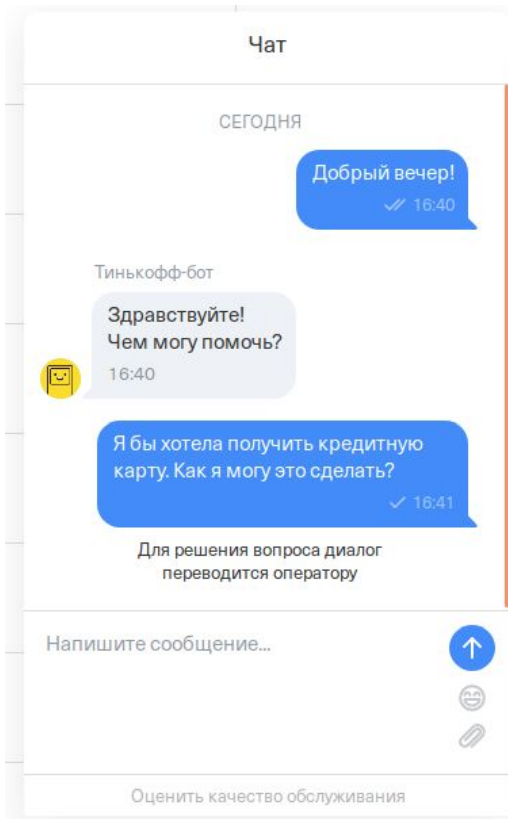 Чат
СЕГОДНЯ
Добрый вечер!
16:40
Тинькофф-бот
Здравствуйте!
Чем могу помочь?
16:40
Я бы хотела получить кредитную
карту. Как я могу это сделать?
16:41
Для решения вопроса диалог
переводится оператору
Напишите сообщение...
Оценить качество обслуживания